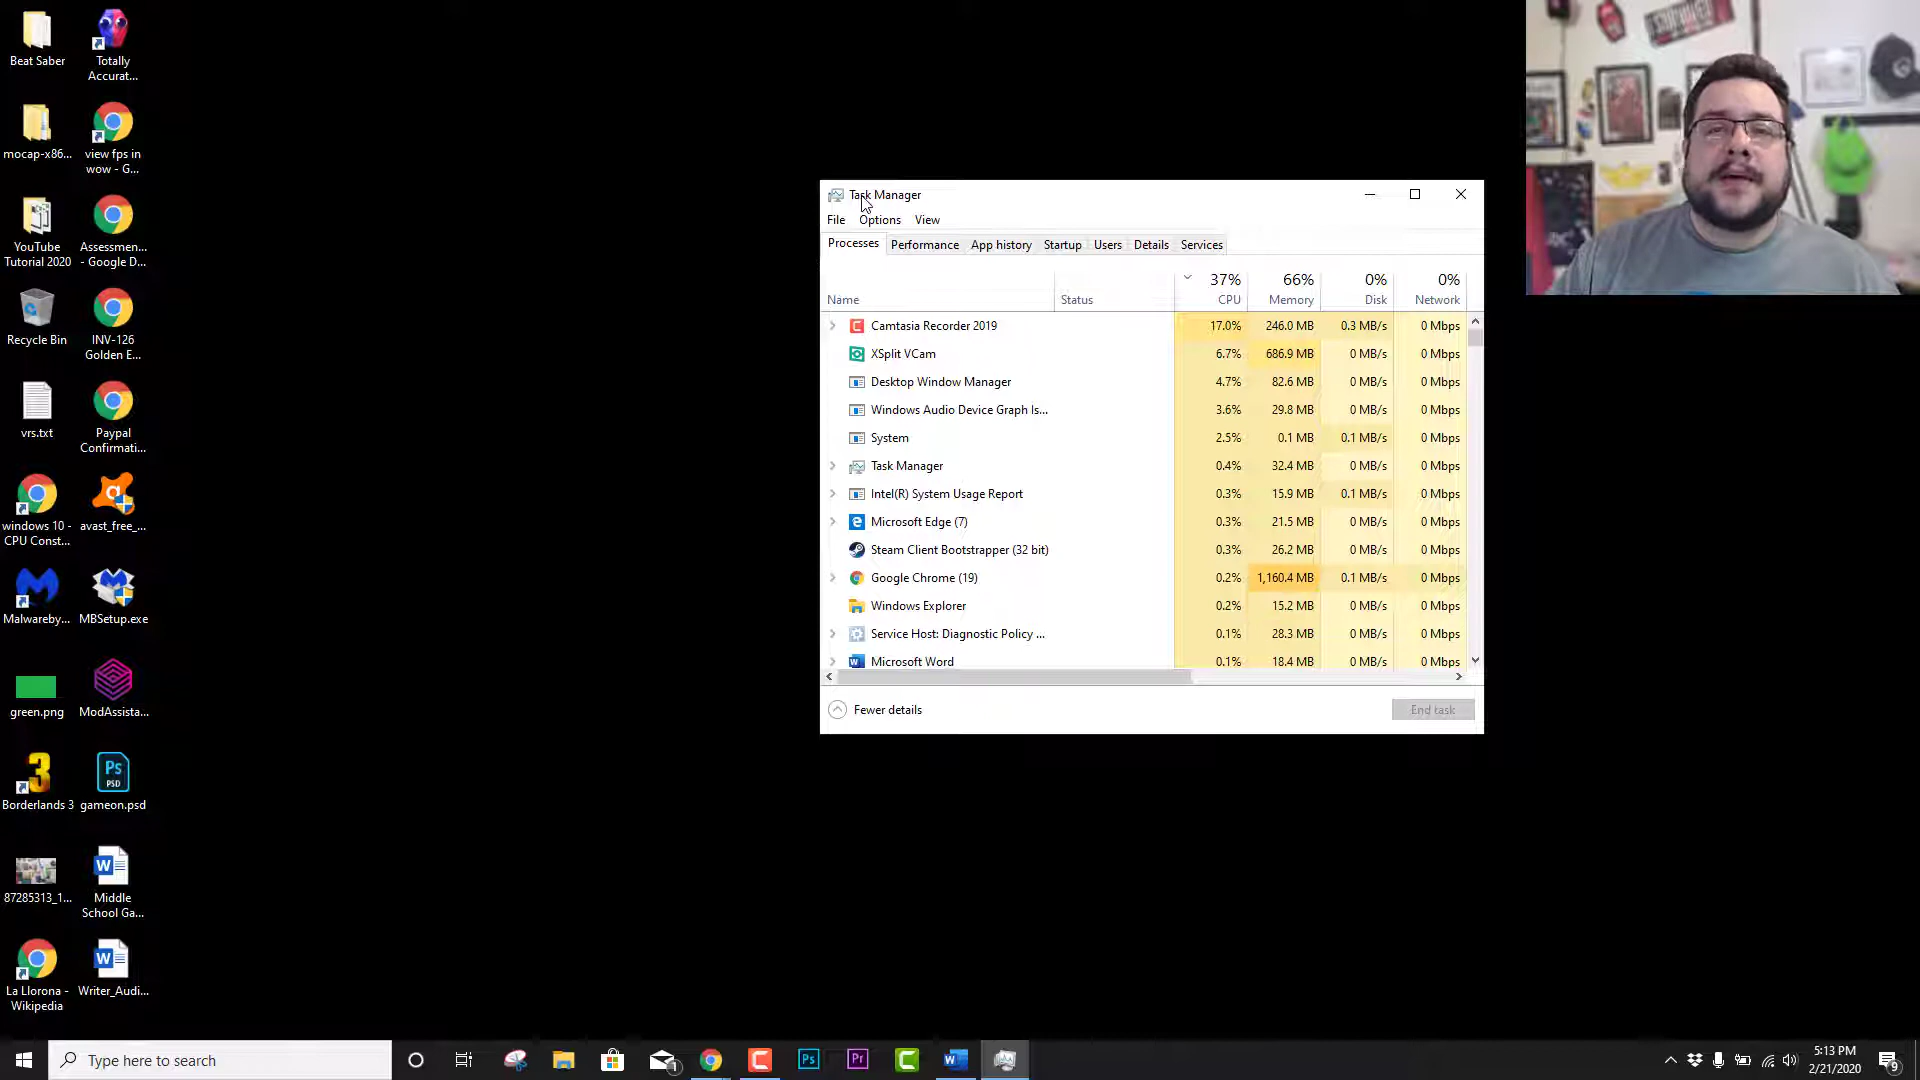 Beat Saber
Totally
Accurat...
mocap-x86...
view fps in
wow - G...
YouTube
Tutorial 2020
Assessmen...
- Google D...
Recycle Bin
INV-126
Golden E...
vrs.txt
Paypal
Confirmati...
windows 10 -
CPU Const...
avast_free_...
Malwareby...
MBSetup.exe
green.png
ModAssista...
Borderlands 3
Ps
PSD
gameon.psd
87285313_1...
Middle
School Ga...
La Llorona -
Wikipedia
Writer_Audi...
Task Manager
File Options View
Processes Performance App history Startup Users Details Services
37% 66% 0% 0%
Name Status CPU Memory Disk Network
Camtasia Recorder 2019 17.0% 246.0 MB 0.3 MB/s 0 Mbps
XSplit VCam 6.7% 686.9 MB 0 MB/s 0 Mbps
Desktop Window Manager 4.7% 82.6 MB 0 MB/s 0 Mbps
Windows Audio Device Graph Is... 3.6% 29.8 MB 0 MB/s 0 Mbps
System 2.5% 0.1 MB 0.1 MB/s 0 Mbps
Task Manager 0.4% 32.4 MB 0 MB/s 0 Mbps
Intel(R) System Usage Report 0.3% 15.9 MB 0.1 MB/s 0 Mbps
Microsoft Edge (7) 0.3% 21.5 MB 0 MB/s 0 Mbps
Steam Client Bootstrapper (32 bit) 0.3% 26.2 MB 0 MB/s 0 Mbps
Google Chrome (19) 0.2% 1,160.4 MB 0.1 MB/s 0 Mbps
Windows Explorer 0.2% 15.2 MB 0 MB/s 0 Mbps
Service Host: Diagnostic Policy ... 0.1% 28.3 MB 0 MB/s 0 Mbps
Microsoft Word 0.1% 18.4 MB 0 MB/s 0 Mbps
Fewer details
End task
Type here to search
5:13 PM
2/21/2020